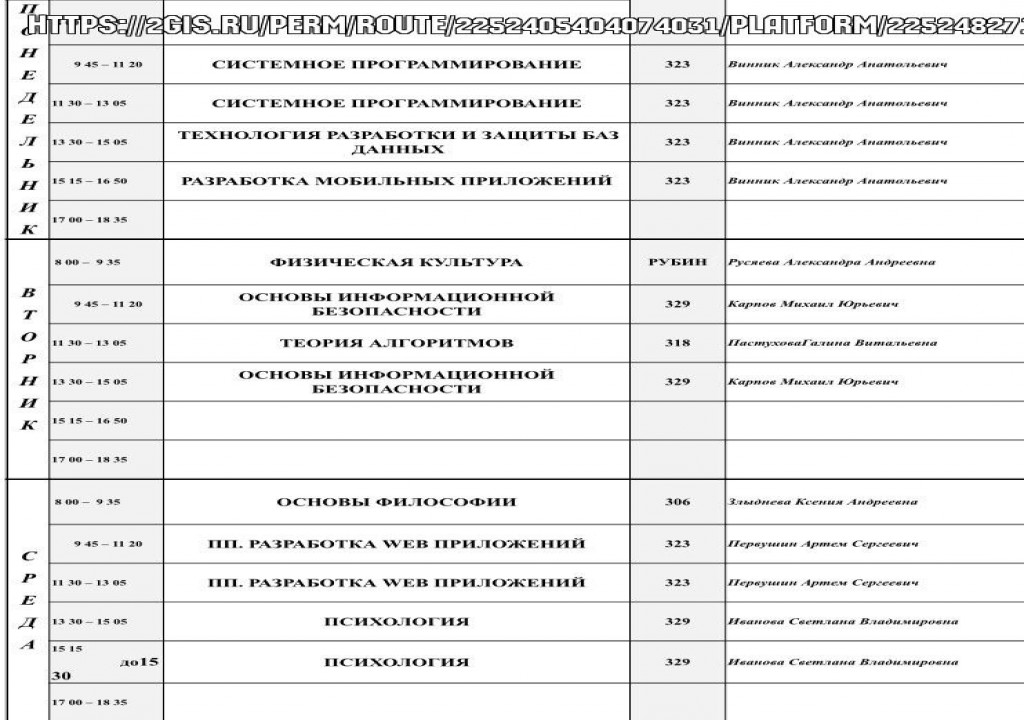 HTTPS://2GIS.RU/PERM/ROUTE/2252405404074031/PLATFORM/22524827
ПОНЕДЕЛЬНИК
9 45 – 11 20 СИСТЕМНОЕ ПРОГРАММИРОВАНИЕ 323 Винник Александр Анатольевич
11 30 – 13 05 СИСТЕМНОЕ ПРОГРАММИРОВАНИЕ 323 Винник Александр Анатольевич
13 30 – 15 05 ТЕХНОЛОГИЯ РАЗРАБОТКИ И ЗАЩИТЫ БАЗ 323 Винник Александр Анатольевич
ДАННЫХ
15 15 – 16 50 РАЗРАБОТКА МОБИЛЬНЫХ ПРИЛОЖЕНИЙ 323 Винник Александр Анатольевич
17 00 – 18 35
ВТОРНИК
8 00 – 9 35 ФИЗИЧЕСКАЯ КУЛЬТУРА РУБИН Русяева Александра Андреевна
9 45 – 11 20 ОСНОВЫ ИНФОРМАЦИОННОЙ 329 Карпов Михаил Юрьевич
БЕЗОПАСНОСТИ
11 30 – 13 05 ТЕОРИЯ АЛГОРИТМОВ 318 ПастуховаГалина Витальевна
13 30 – 15 05 ОСНОВЫ ИНФОРМАЦИОННОЙ 329 Карпов Михаил Юрьевич
БЕЗОПАСНОСТИ
15 15 – 16 50
17 00 – 18 35
СРЕДА
8 00 – 9 35 ОСНОВЫ ФИЛОСОФИИ 306 Злыднева Ксения Андреевна
9 45 – 11 20 ПП. РАЗРАБОТКА WEB ПРИЛОЖЕНИЙ 323 Первушин Артем Сергеевич
11 30 – 13 05 ПП. РАЗРАБОТКА WEB ПРИЛОЖЕНИЙ 323 Первушин Артем Сергеевич
13 30 – 15 05 ПСИХОЛОГИЯ 329 Иванова Светлана Владимировна
15 15
до15 ПСИХОЛОГИЯ 329 Иванова Светлана Владимировна
30
17 00 – 18 35